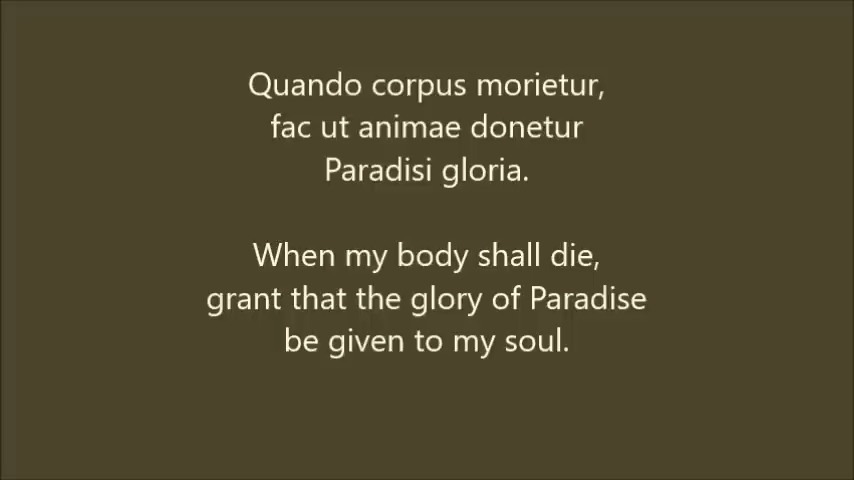 Quando corpus morietur,
fac ut animae donetur
Paradisi gloria.
When my body shall die,
grant that the glory of Paradise
be given to my soul.